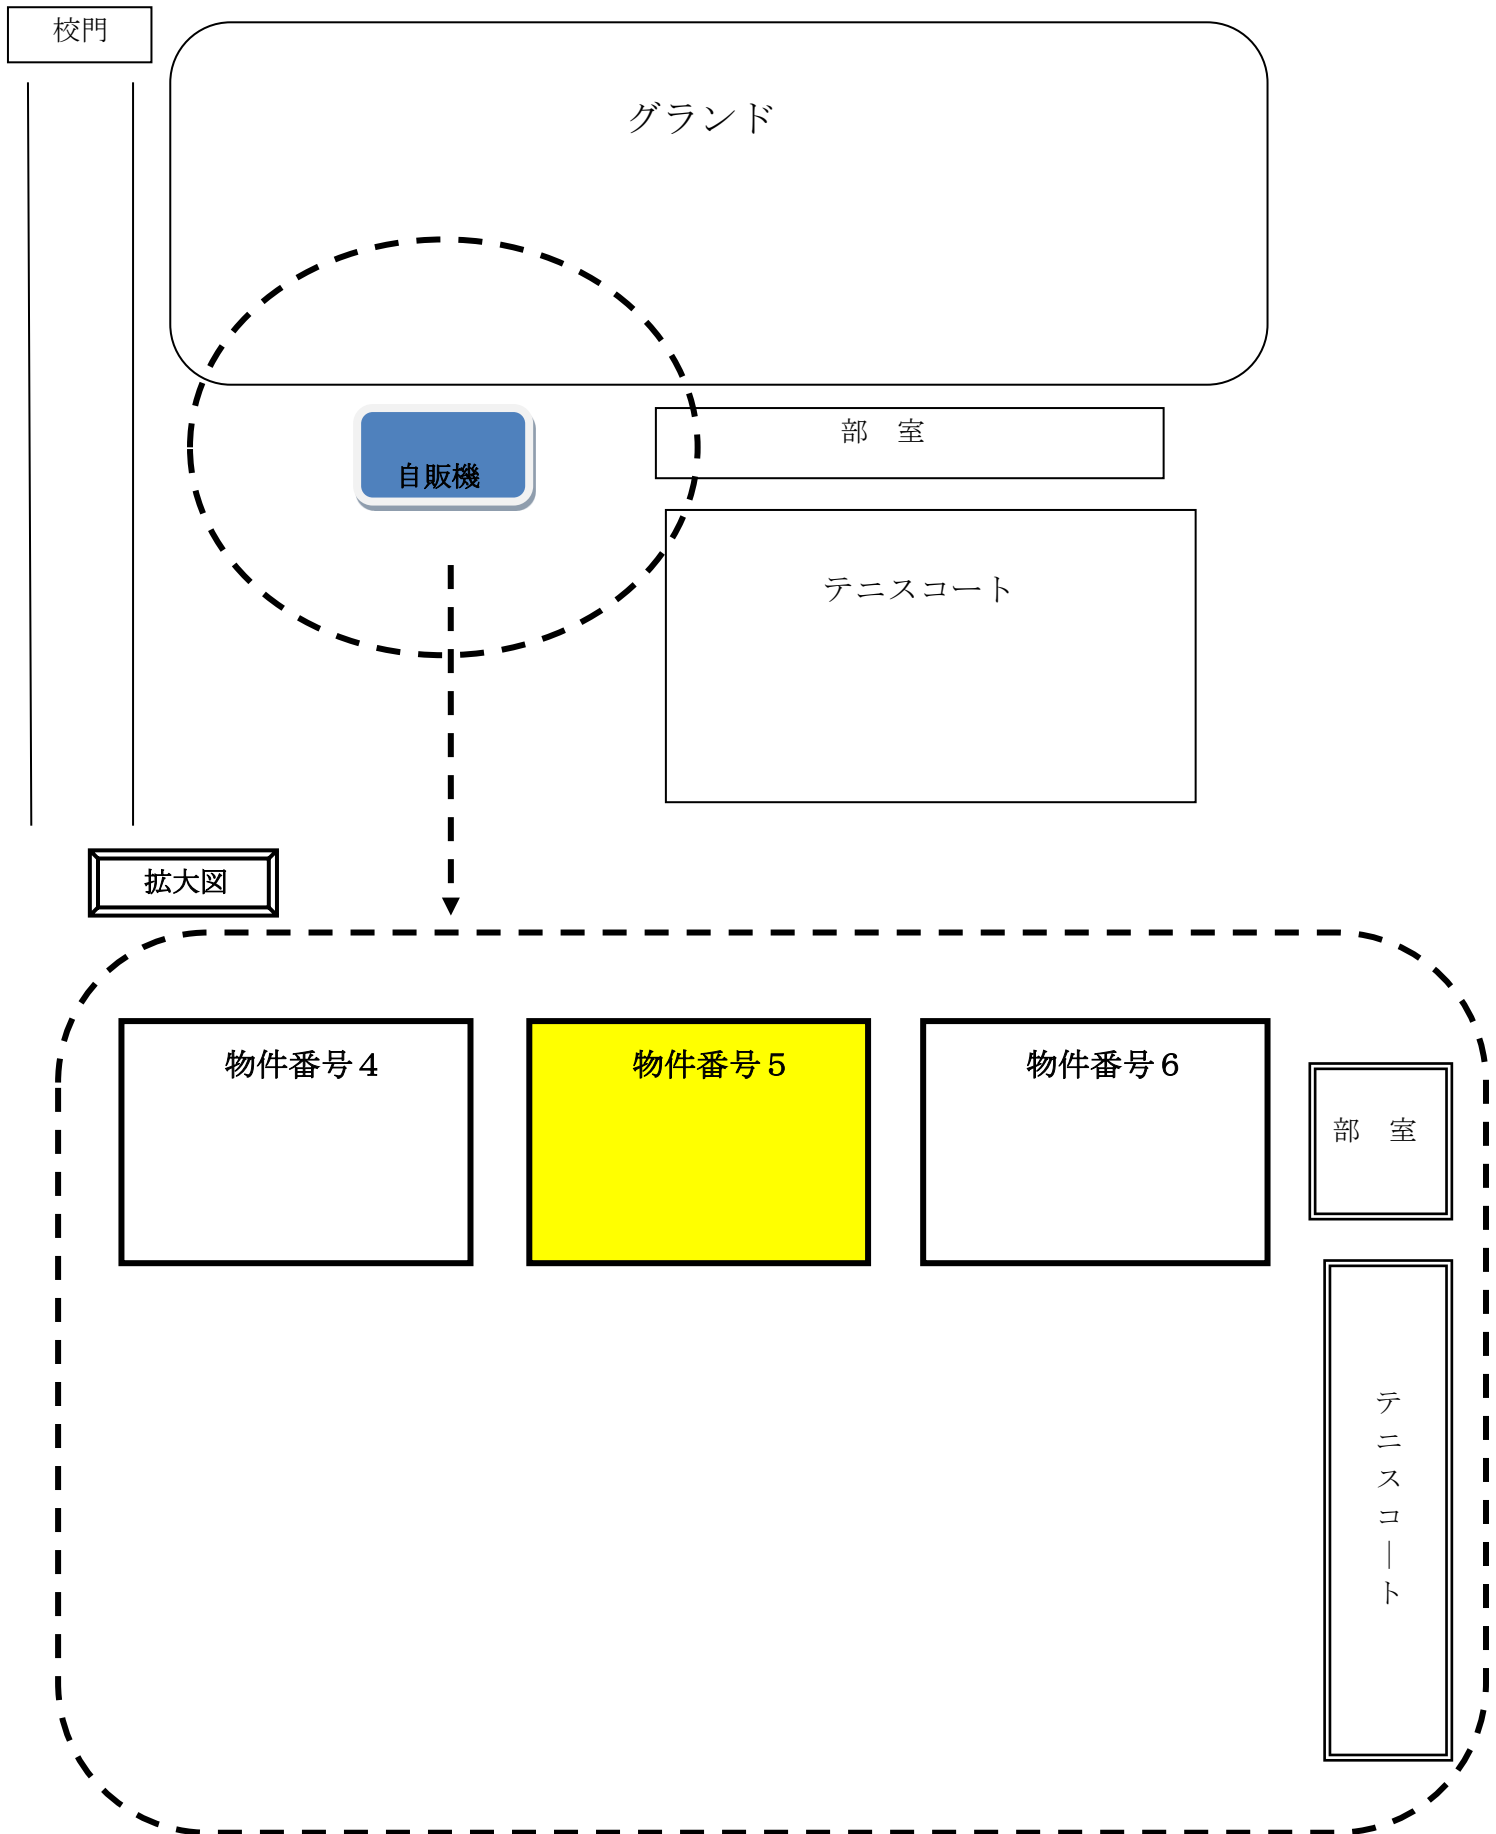 校門
グランド
部　室
自販機
テニスコート
拡大図
物件番号４
物件番号５
物件番号６
部　室
テニスコート